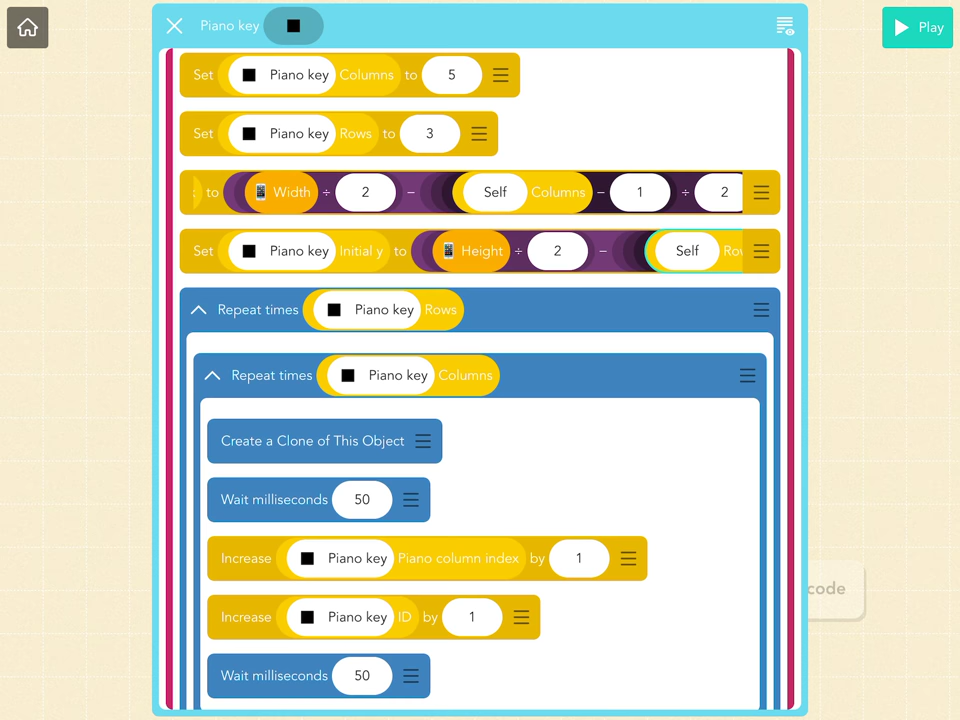 Piano key
Play
Set Piano key Columns to 5
Set Piano key Rows to 3
to Width ÷ 2 − Self Columns − 1 ÷ 2
Set Piano key Initial y to Height ÷ 2 − Self
Repeat times Piano key Rows
Repeat times Piano key Columns
Create a Clone of This Object
Wait milliseconds 50
Increase Piano key Piano column index by 1
code
Increase Piano key ID by 1
Wait milliseconds 50